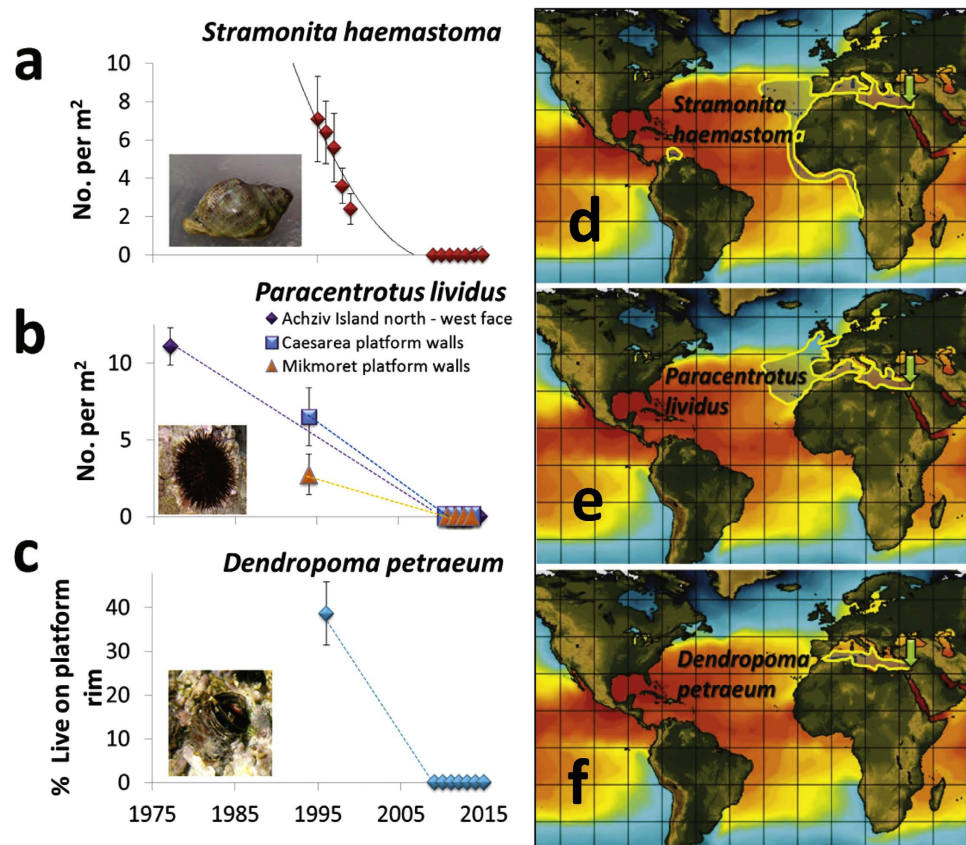 a
Stramonita haemastoma
10
8
6
4
2
0
No. per m2
b
Paracentrotus lividus
Achziv Island north - west face
Caesarea platform walls
Mikmoret platform walls
10
5
0
No. per m2
c
Dendropoma petraeum
40
30
20
10
0
% Live on platform
rim
1975
1985
1995
2005
2015
Stramonita
haemastoma
d
Paracentrotus
lividus
e
Dendropoma
petraeum
f